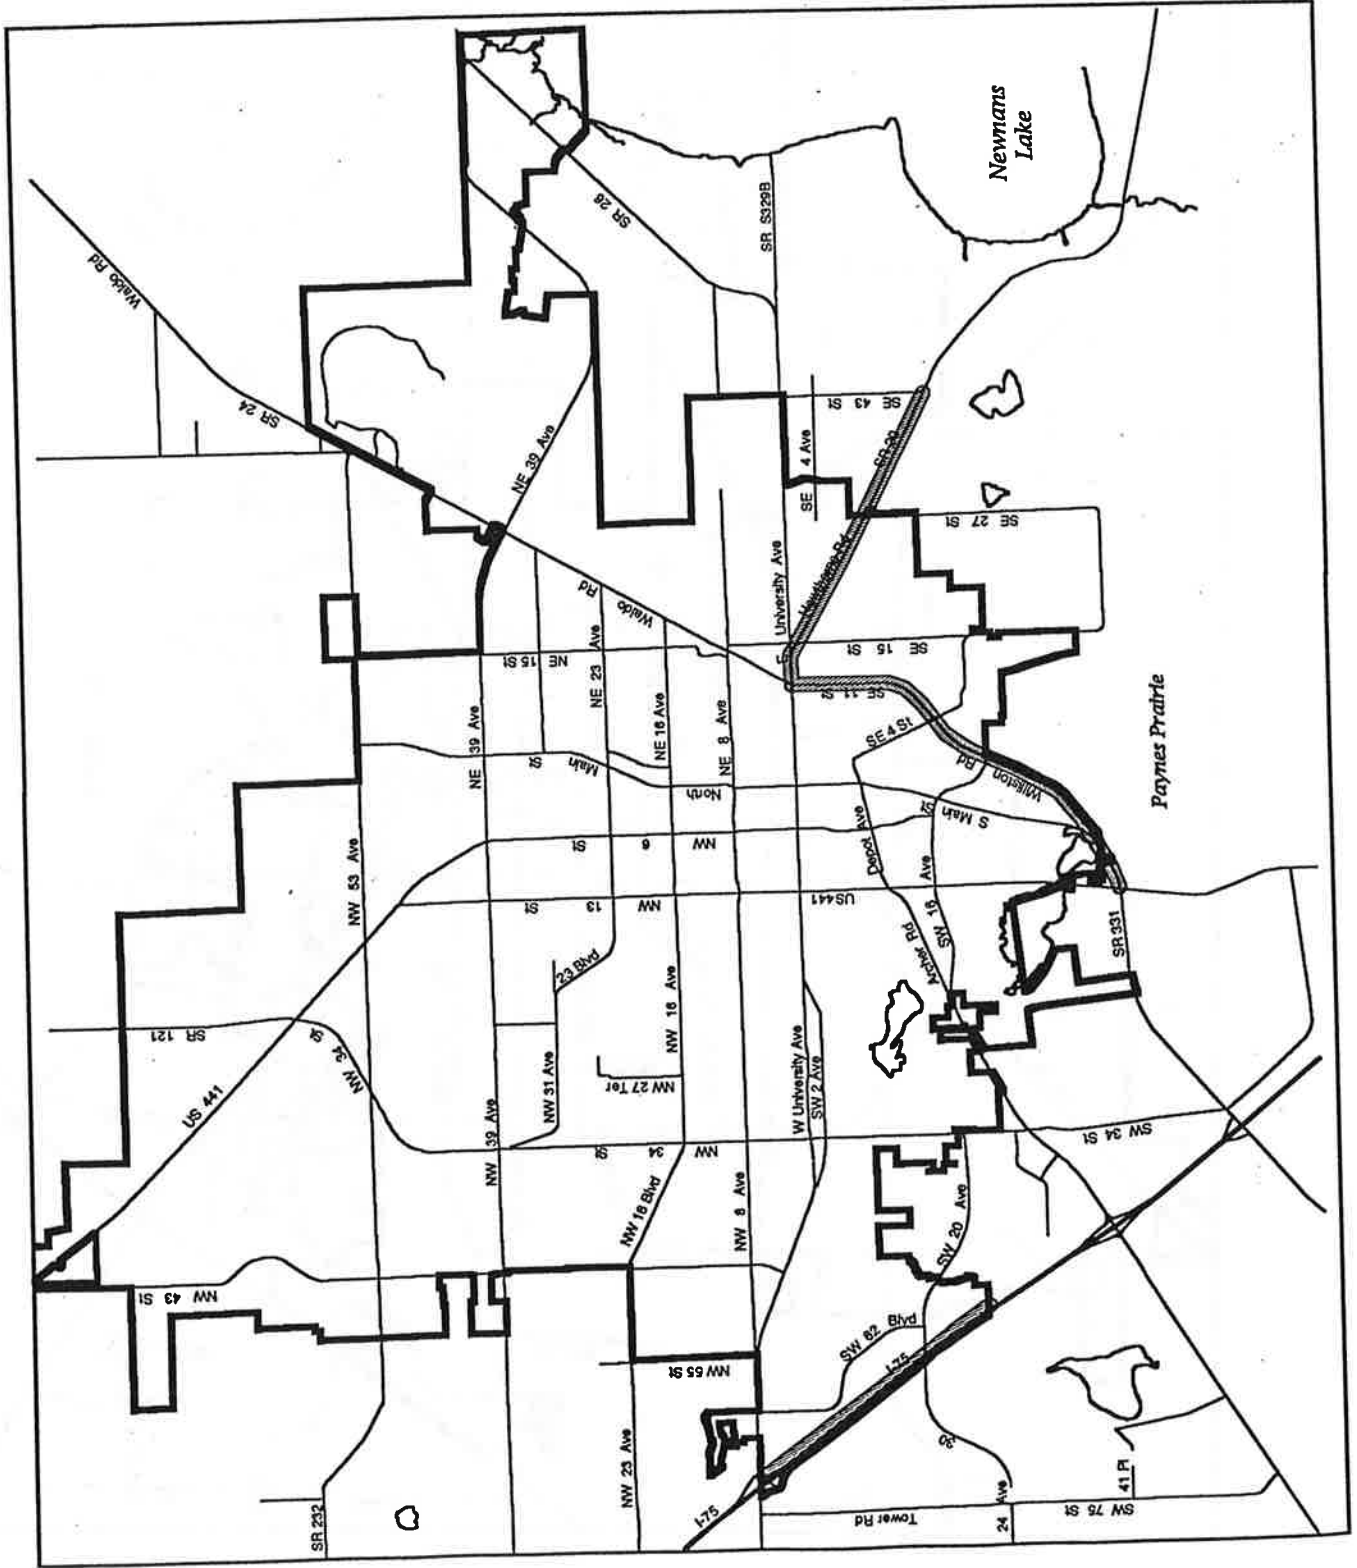 Newnans
Lake
Waldo Rd
SR 26
SR S329B
SR 24
NE 39 Ave
SE 43 St
SE 4 Ave
SR 20
SE 27 St
University Ave
Hawthorne Rd
Waldo
Rd
E
NE 15 St
NE 23 Ave
SE 15 St
SE 11 St
NE 39 Ave
NE 16 Ave
NE 8 Ave
SE 4 St
Paynes Prairie
North
Main
St
Williston
Rd
S Main
St
NW 53 Ave
NW 6 St
Depot Ave
NW 13 St
US441
SW 16 Ave
Archer Rd
SR 331
23 Blvd
NW 16 Ave
SR 121
NW 34
St
US 441
NW 31 Ave
NW 27 Ter
W University Ave
SW 2 Ave
NW 39 Ave
NW 34 St
SW 34 St
NW 16 Blvd
NW 8 Ave
SW 20 Ave
NW 43 St
SW 62 Blvd
I-75
NW 55 St
20
NW 23 Ave
41 Pl
SR 232
I-75
Tower Rd
24 Ave
SW 75 St